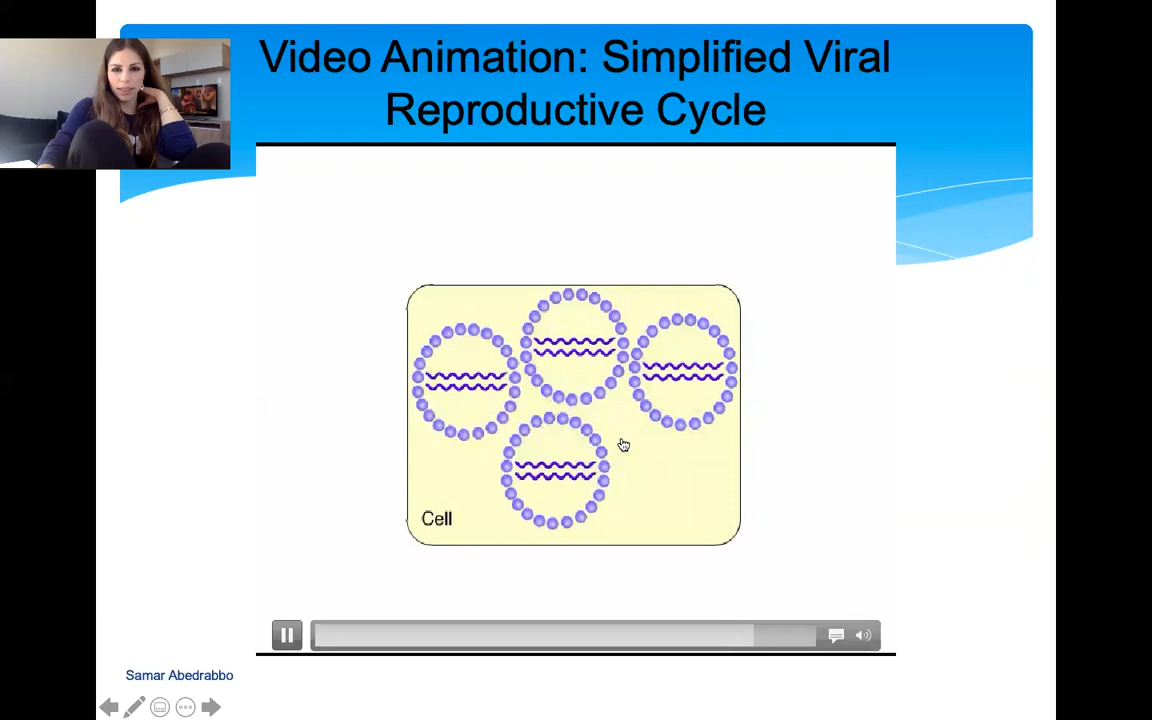 Video Animation: Simplified Viral
Reproductive Cycle
Cell
Samar Abedrabbo